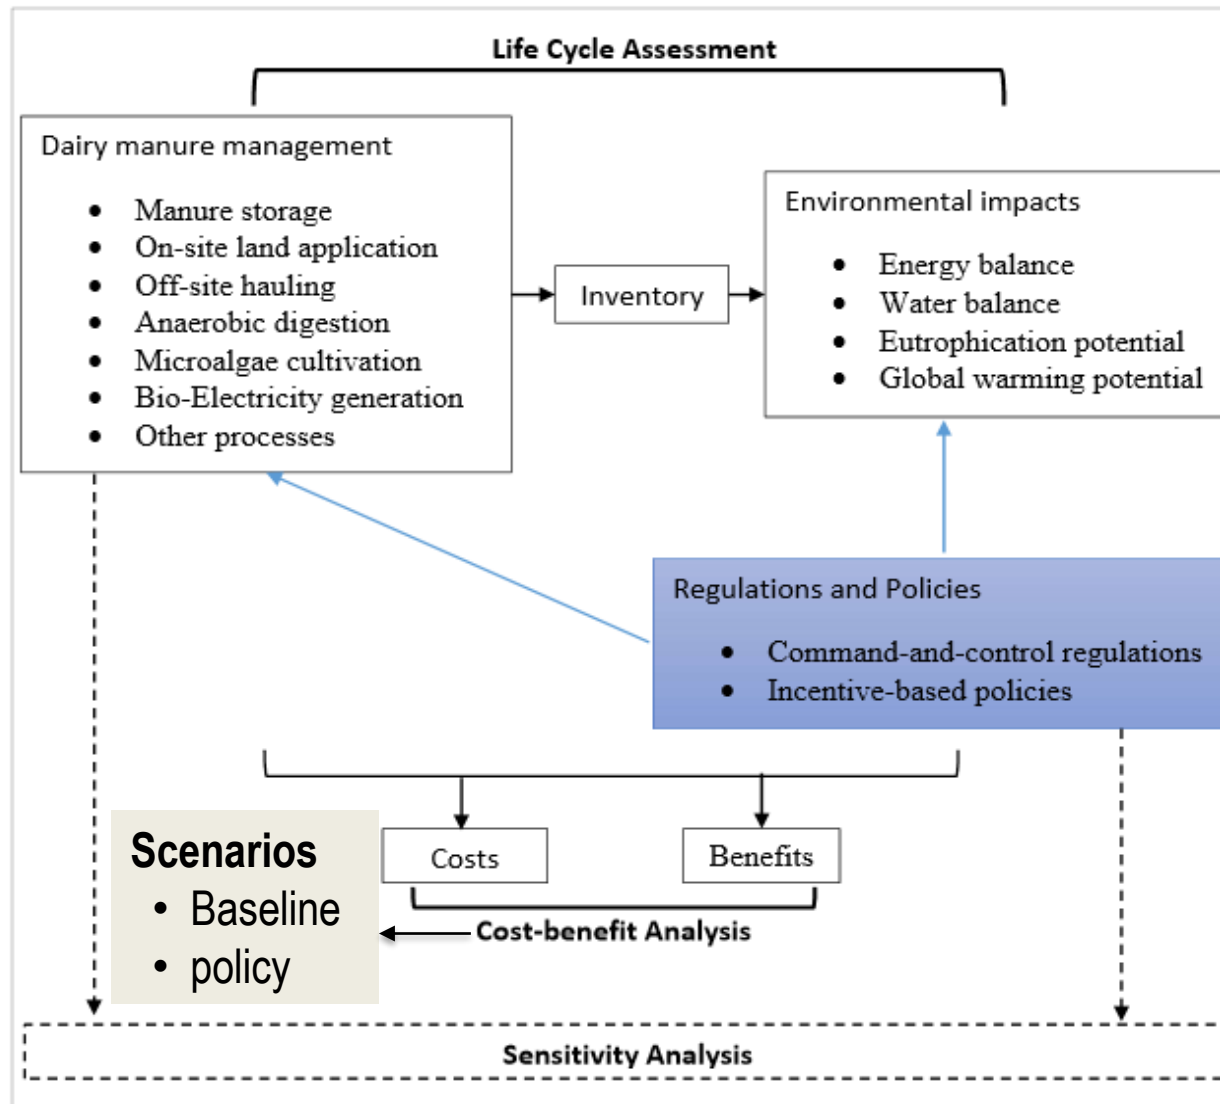 Life Cycle Assessment
Dairy manure management
• Manure storage
• On-site land application
• Off-site hauling
• Anaerobic digestion
• Microalgae cultivation
• Bio-Electricity generation
• Other processes
Inventory
Environmental impacts
• Energy balance
• Water balance
• Eutrophication potential
• Global warming potential
Regulations and Policies
• Command-and-control regulations
• Incentive-based policies
Costs
Benefits
Cost-benefit Analysis
Scenarios
• Baseline
• policy
Sensitivity Analysis